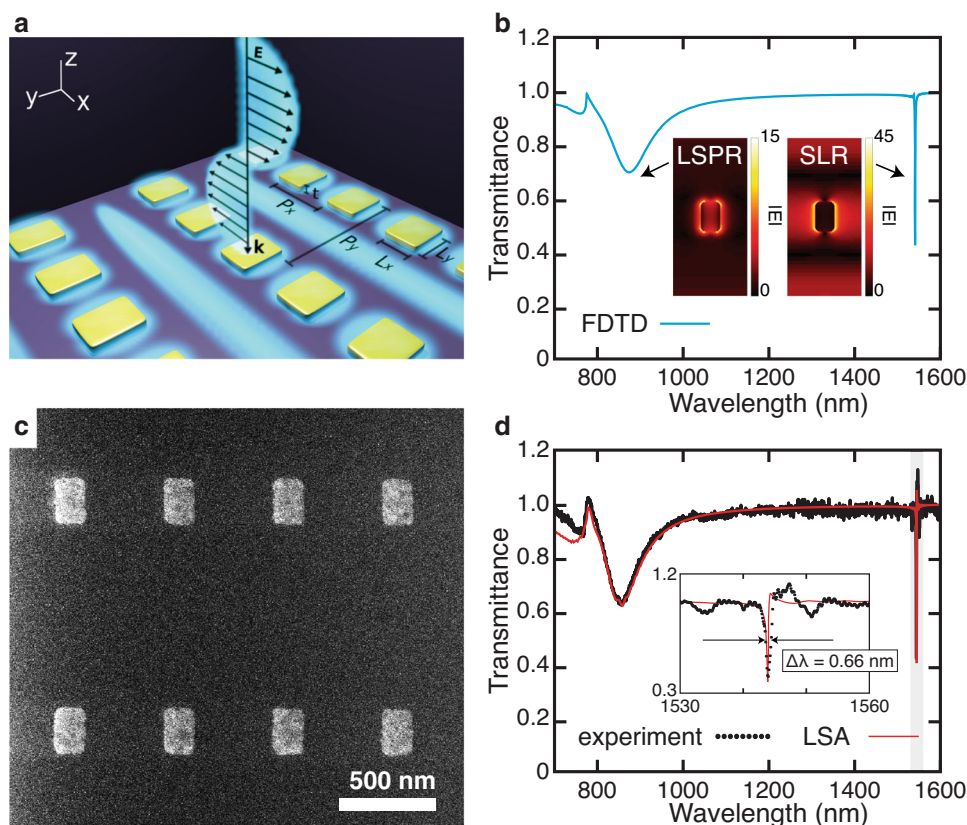 a
z
y
x
E
t
Px
Py
k
Lx
Ly
b
Transmittance
1.2
1.0
0.8
0.6
0.4
0.2
0
LSPR
15
|E|
0
SLR
45
|E|
0
FDTD
800 1000 1200 1400 1600
Wavelength (nm)
c
500 nm
d
Transmittance
1.2
1.0
0.8
0.6
0.4
0.2
0
1.2
Δλ = 0.66 nm
0.3
1530 1560
experiment LSA
800 1000 1200 1400 1600
Wavelength (nm)